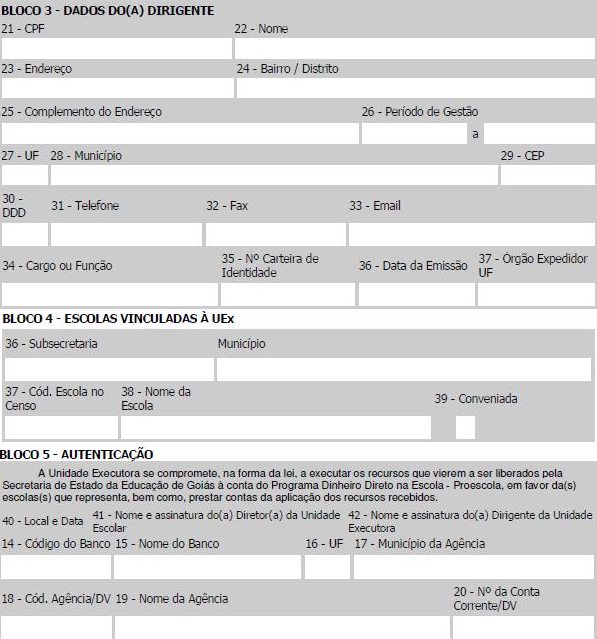 BLOCO 3 - DADOS DO(A) DIRIGENTE
21 - CPF 22 - Nome
23 - Endereço 24 - Bairro / Distrito
25 - Complemento do Endereço 26 - Período de Gestão
a
27 - UF 28 - Município 29 - CEP
30 - DDD 31 - Telefone 32 - Fax 33 - Email
34 - Cargo ou Função 35 - Nº Carteira de Identidade 36 - Data da Emissão 37 - Órgão Expedidor UF
BLOCO 4 - ESCOLAS VINCULADAS À UEx
36 - Subsecretaria Município
37 - Cód. Escola no Censo 38 - Nome da Escola 39 - Conveniada
BLOCO 5 - AUTENTICAÇÃO
A Unidade Executora se compromete, na forma da lei, a executar os recursos que vierem a ser liberados pela
Secretaria de Estado da Educação de Goiás à conta do Programa Dinheiro Direto na Escola - Proescola, em favor da(s)
escolas(s) que representa, bem como, prestar contas da aplicação dos recursos recebidos.
40 - Local e Data 41 - Nome e assinatura do(a) Diretor(a) da Unidade Escolar 42 - Nome e assinatura do(a) Dirigente da Unidade Executora
14 - Código do Banco 15 - Nome do Banco 16 - UF 17 - Município da Agência
18 - Cód. Agência/DV 19 - Nome da Agência 20 - Nº da Conta Corrente/DV